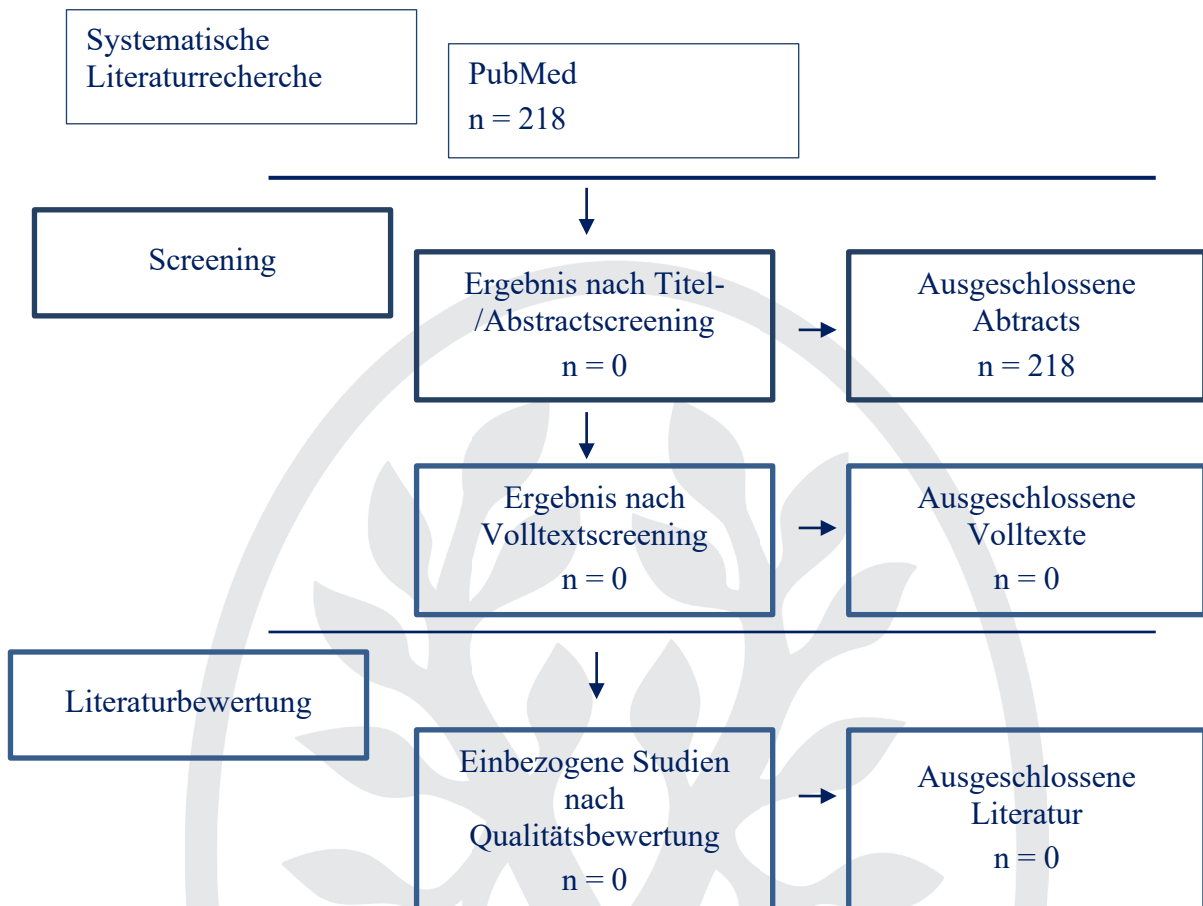 Systematische
Literaturrecherche
PubMed
n = 218
Screening
Ergebnis nach Titel-
/Abstractscreening
n = 0
Ausgeschlossene
Abtracts
n = 218
Ergebnis nach
Volltextscreening
n = 0
Ausgeschlossene
Volltexte
n = 0
Literaturbewertung
Einbezogene Studien
nach
Qualitätsbewertung
n = 0
Ausgeschlossene
Literatur
n = 0